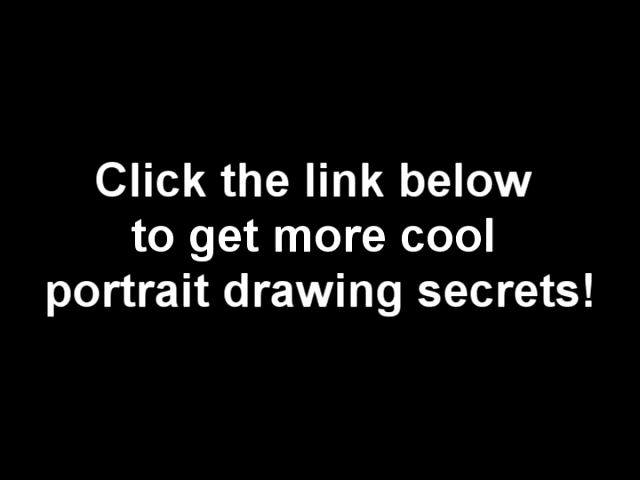 Click the link below
to get more cool
portrait drawing secrets!